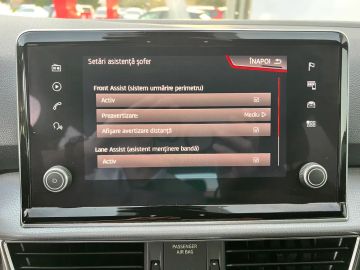 Setări asistență șofer
ÎNAPOI
Front Assist (sistem urmărire perimetru)
Activ
Preavertizare:
Mediu
Afișare avertizare distanță
Lane Assist (asistent menținere bandă)
Activ
PASSENGER
AIR BAG